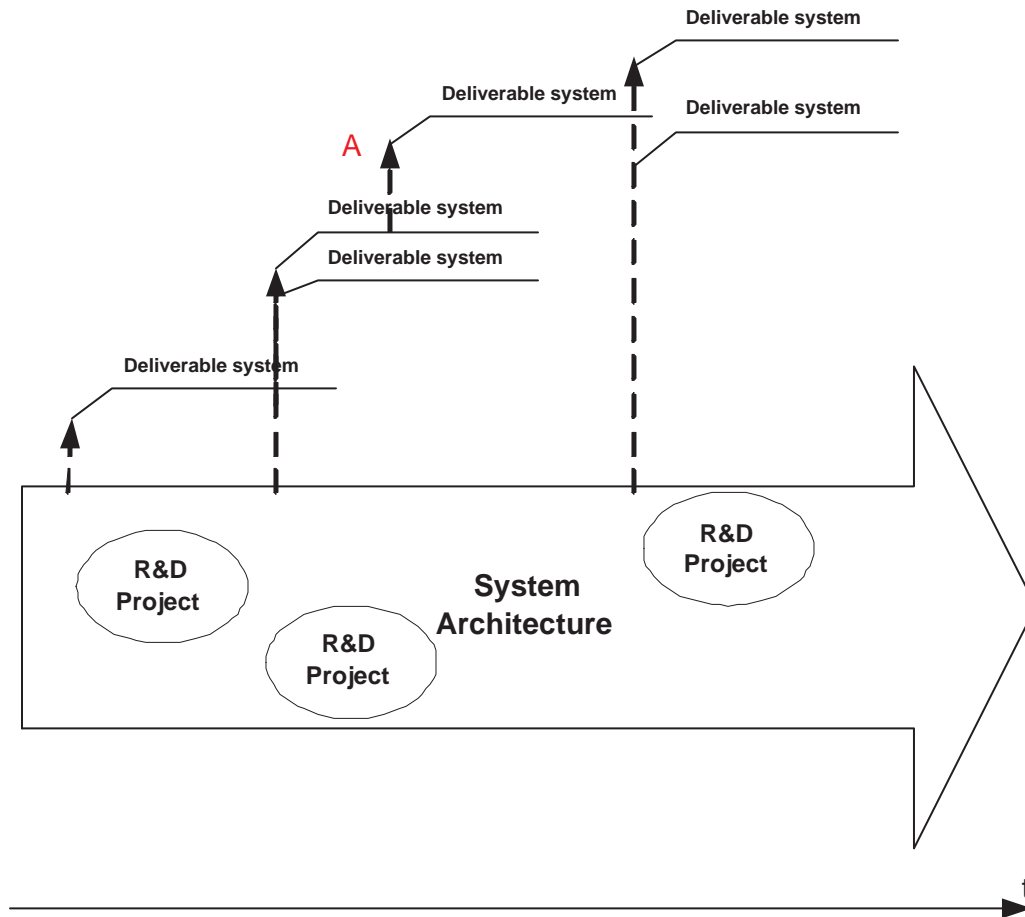 Deliverable system
Deliverable system
Deliverable system
A
Deliverable system
Deliverable system
Deliverable system
R&D
Project
R&D
Project
System
Architecture
R&D
Project
t